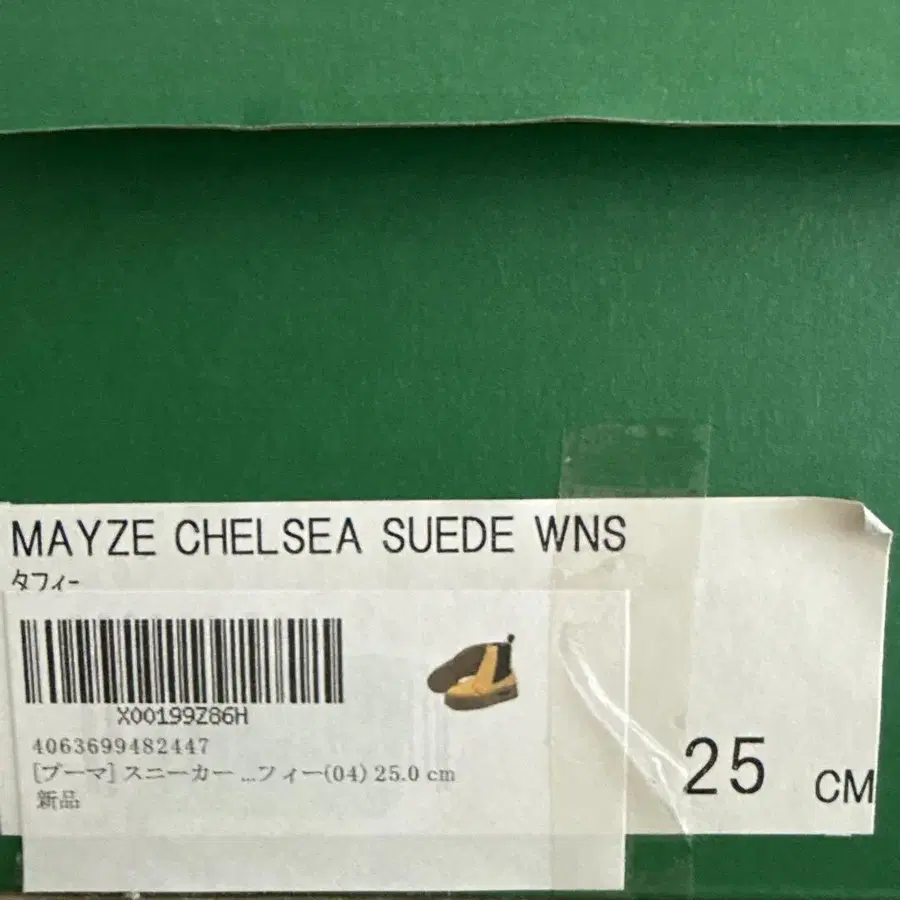 MAYZE CHELSEA SUEDE WNS
タフィー
X00199Z86H
4063699482447
[プーマ] スニーカー ...フィー(04) 25.0 cm
新品
25 CM